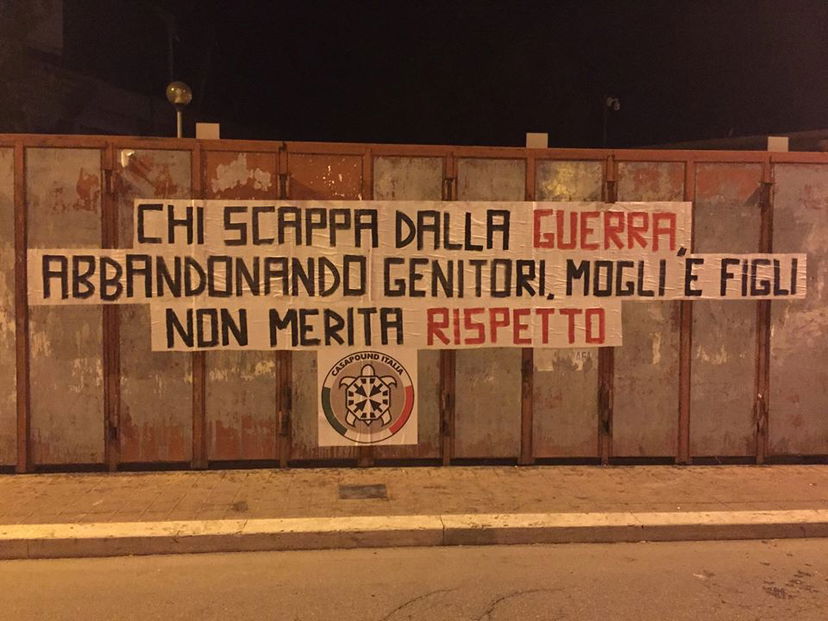 CHI SCAPPA DALLA GUERRA,
ABBANDONANDO GENITORI, MOGLI E FIGLI
NON MERITA RISPETTO
CASAPOUND ITALIA